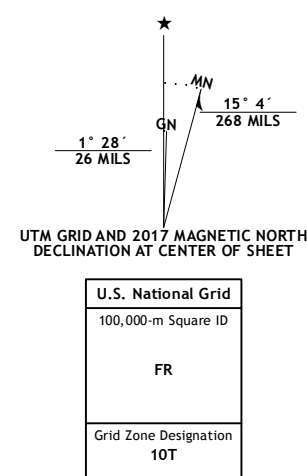 MN
GN
15° 4´
268 MILS
1° 28´
26 MILS
UTM GRID AND 2017 MAGNETIC NORTH
DECLINATION AT CENTER OF SHEET
U.S. National Grid
100,000-m Square ID
FR
Grid Zone Designation
10T